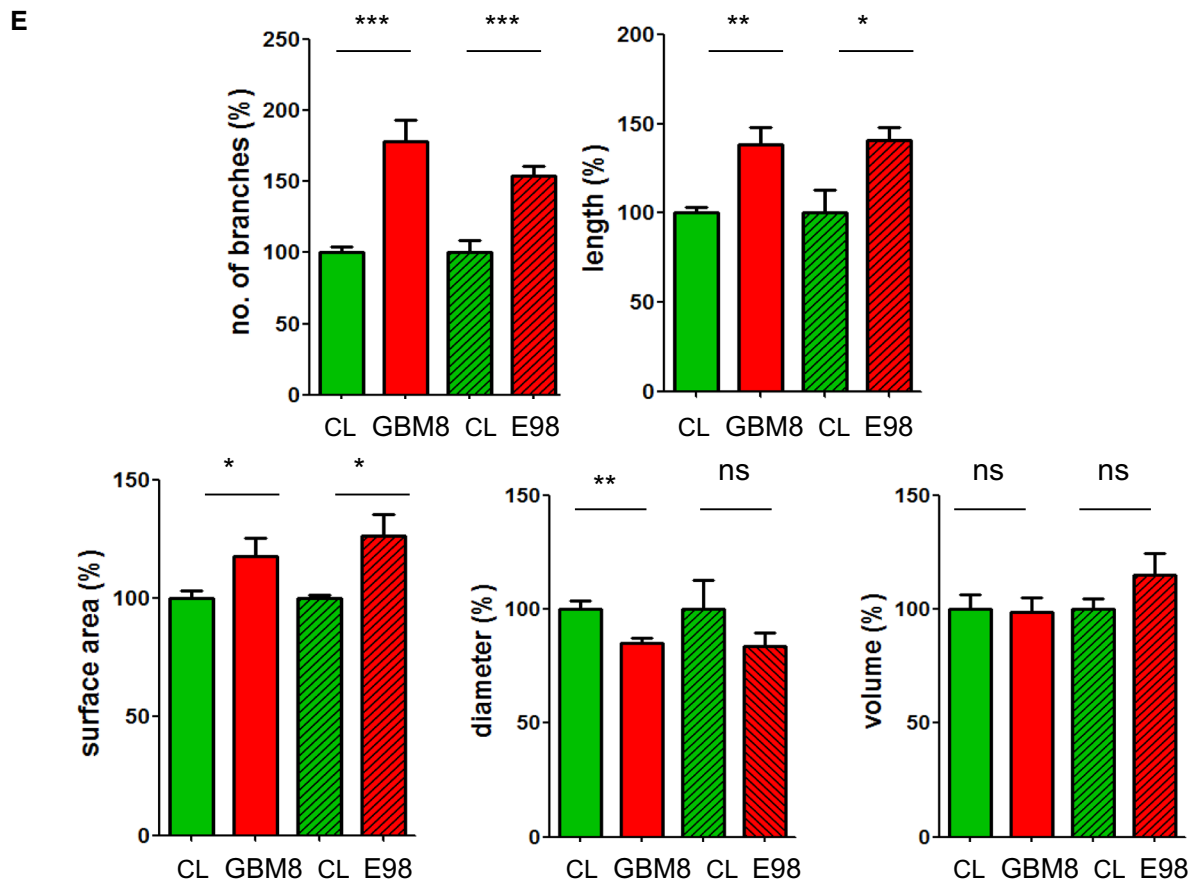 E
*** ***
no. of branches (%)
250
200
150
100
50
0
CL GBM8 CL E98
** *
length (%)
200
150
100
50
0
CL GBM8 CL E98
* *
surface area (%)
150
100
50
0
CL GBM8 CL E98
** ns
diameter (%)
150
100
50
0
CL GBM8 CL E98
ns ns
volume (%)
150
100
50
0
CL GBM8 CL E98